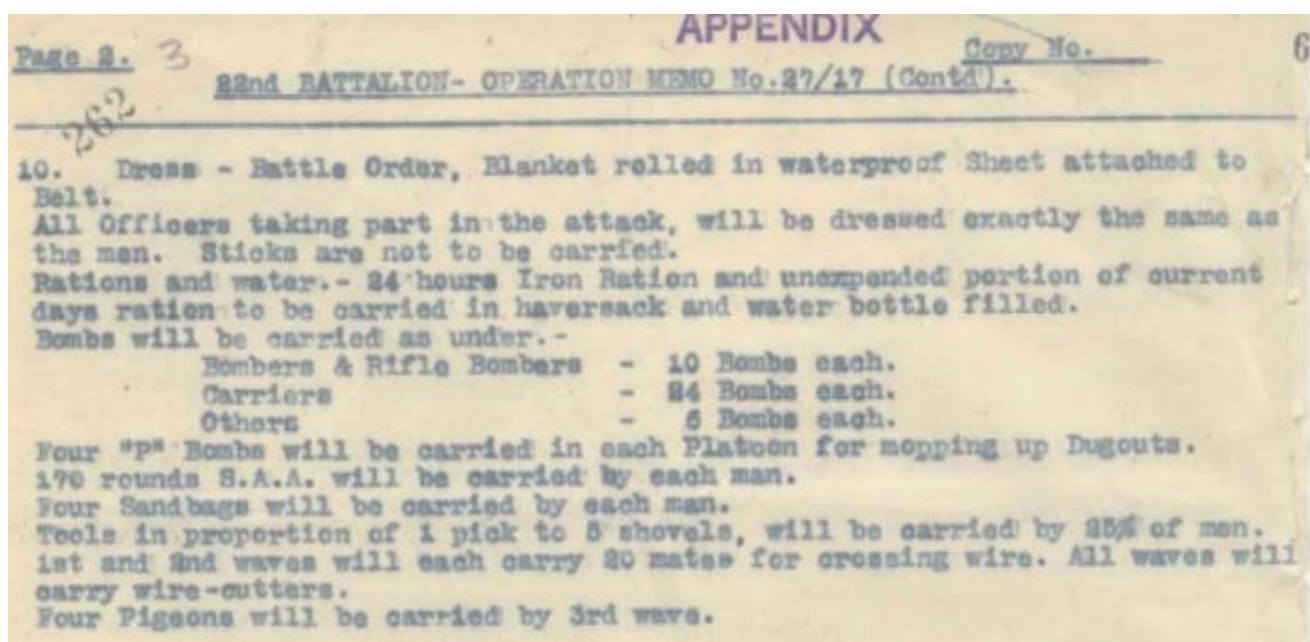 APPENDIX
Page 2. 3 Copy No. 6
22nd BATTALION- OPERATION MEMO No.27/17 (Contd).
262
10. Dress - Battle Order, Blanket rolled in waterproof Sheet attached to
Belt.
All Officers taking part in the attack, will be dressed exactly the same as
the men. Sticks are not to be carried.
Rations and water.- 24 hours Iron Ration and unexpended portion of current
days ration to be carried in haversack and water bottle filled.
Bombs will be carried as under.-
Bombers & Rifle Bombers - 10 Bombs each.
Carriers - 24 Bombs each.
Others - 6 Bombs each.
Four "P" Bombs will be carried in each Platoon for mopping up Dugouts.
170 rounds S.A.A. will be carried by each man.
Four Sandbags will be carried by each man.
Tools in proportion of 1 pick to 5 shovels, will be carried by 25% of men.
1st and 2nd waves will each carry 20 mates for crossing wire. All waves will
carry wire-cutters.
Four Pigeons will be carried by 3rd wave.